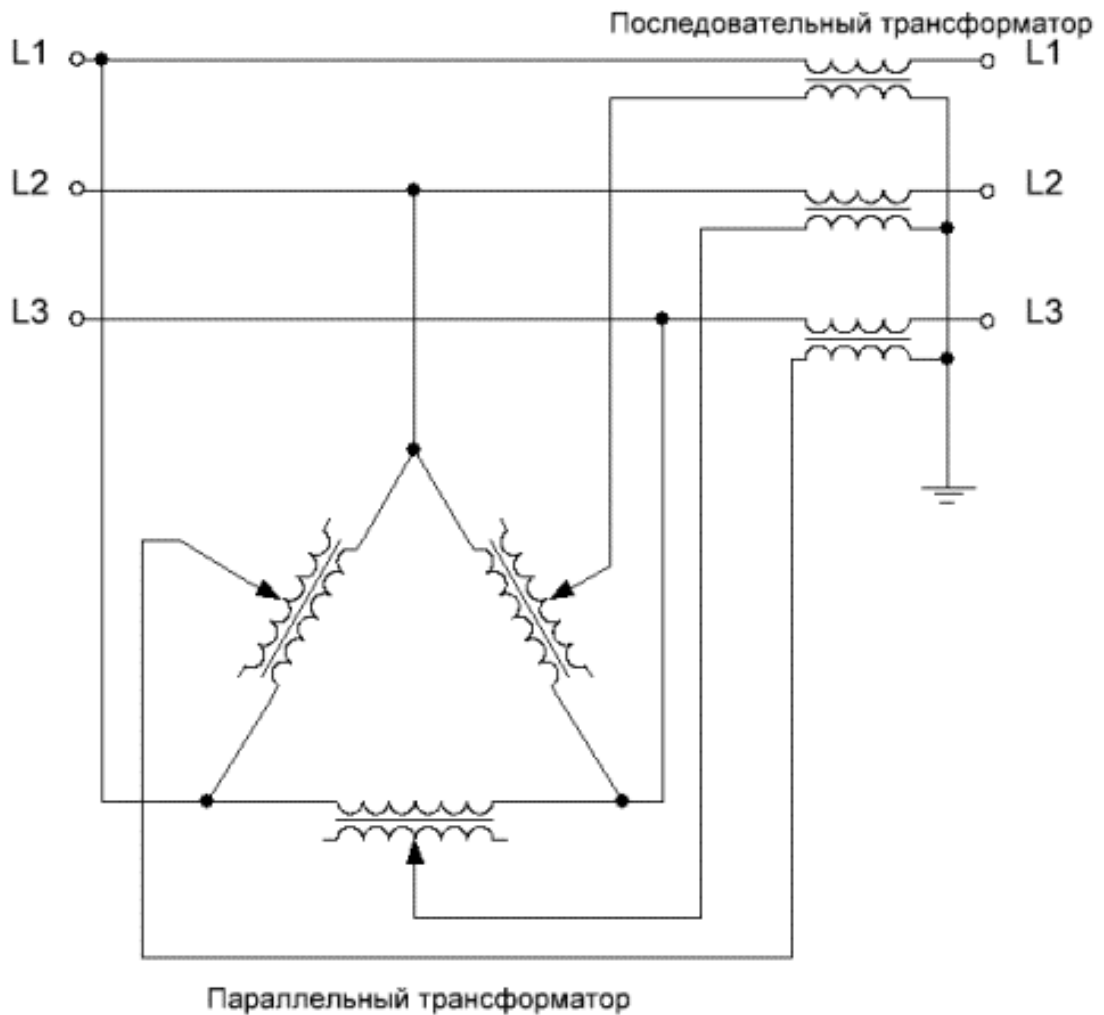 Последовательный трансформатор
L1 L1
L2 L2
L3 L3
Параллельный трансформатор